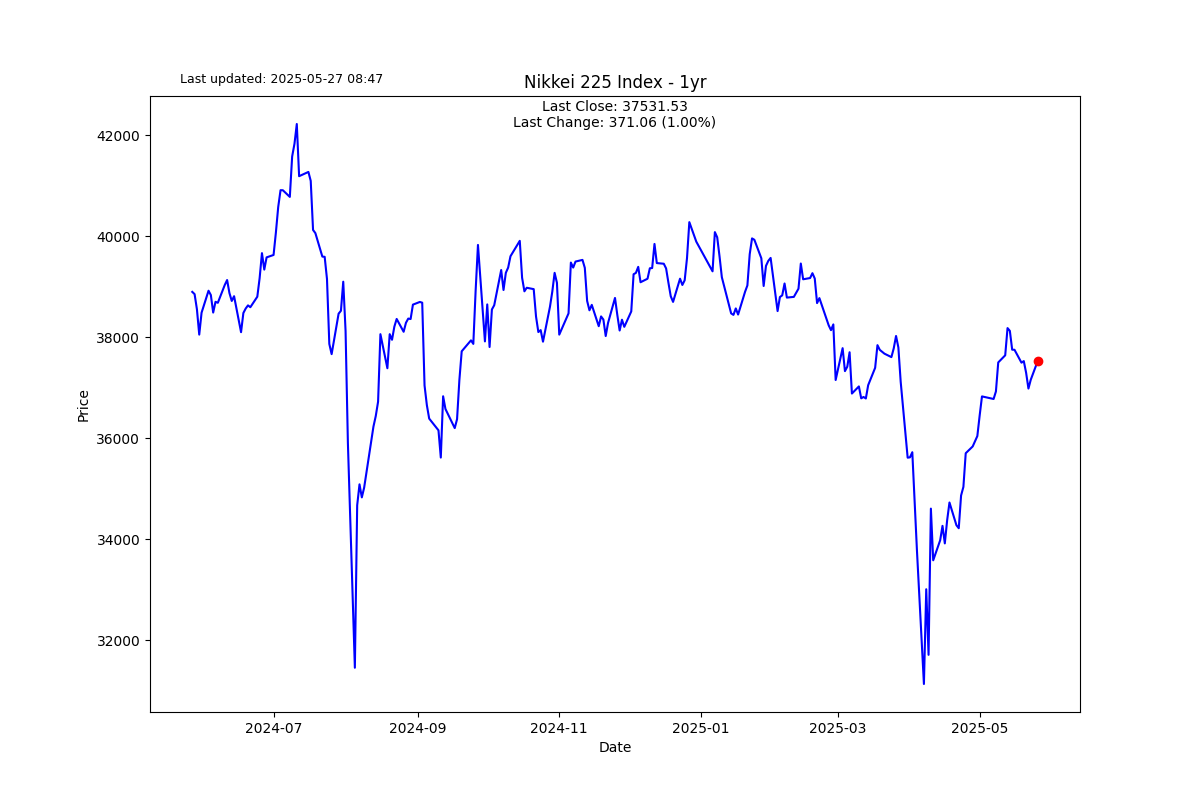 Last updated: 2025-05-27 08:47
Nikkei 225 Index - 1yr
Last Close: 37531.53
Last Change: 371.06 (1.00%)
42000
40000
38000
36000
34000
32000
Price
2024-07
2024-09
2024-11
2025-01
2025-03
2025-05
Date